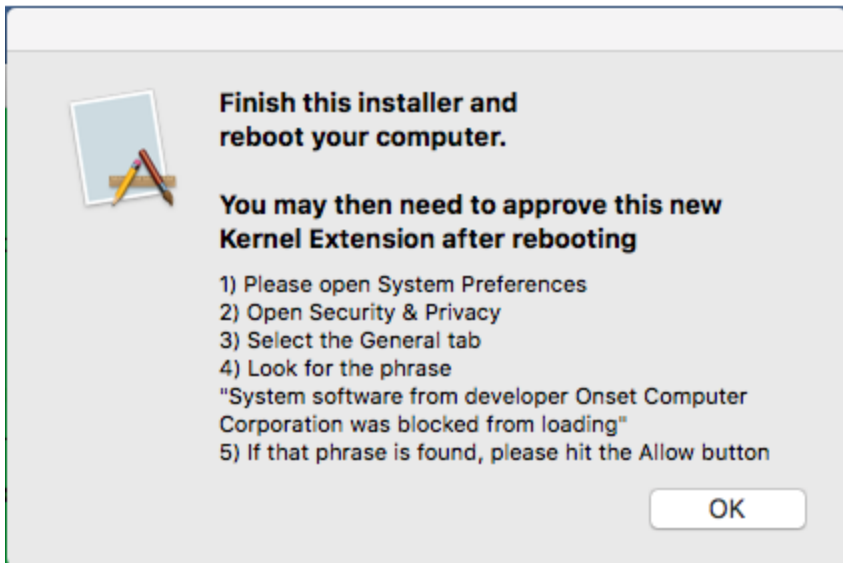 Finish this installer and
reboot your computer.
You may then need to approve this new
Kernel Extension after rebooting
1) Please open System Preferences
2) Open Security & Privacy
3) Select the General tab
4) Look for the phrase
"System software from developer Onset Computer
Corporation was blocked from loading"
5) If that phrase is found, please hit the Allow button
OK